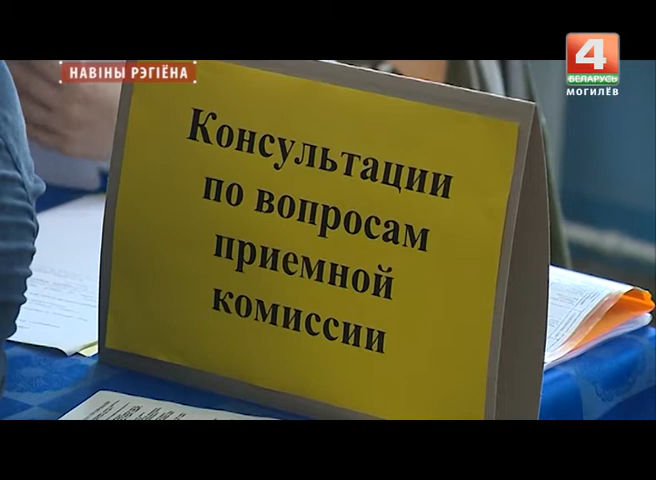 НАВІНЫ РЭГІЁНА
4
БЕЛАРУСЬ
МОГИЛЁВ
Консультации
по вопросам
приемной
комиссии